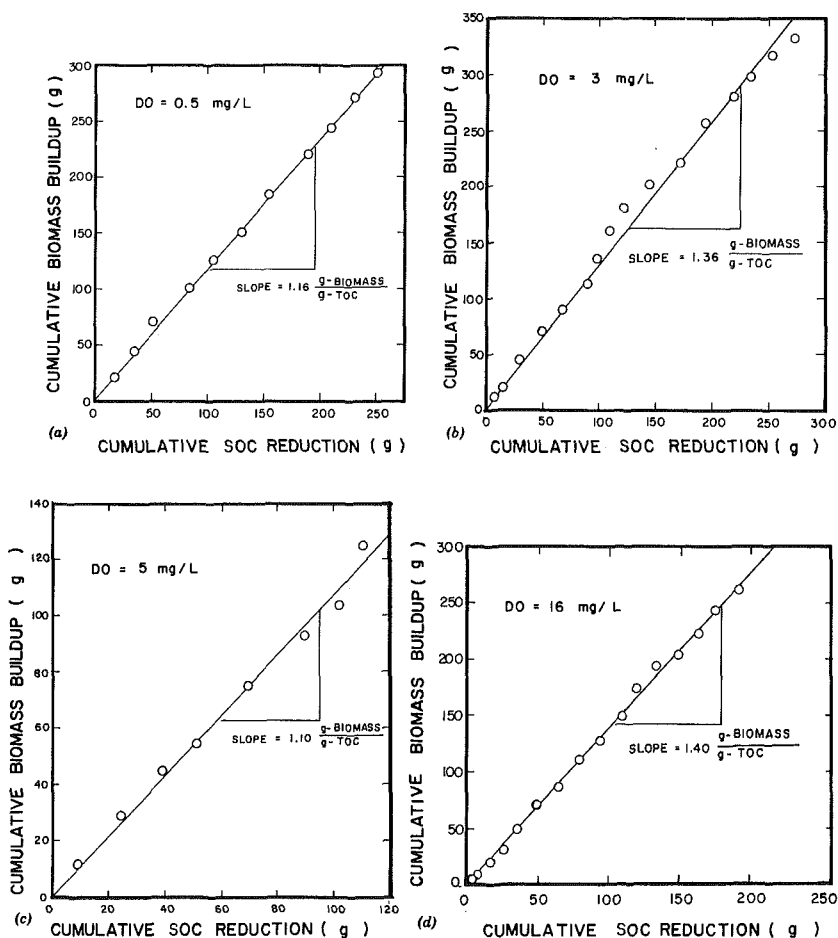 300
250
200
150
100
50
0
DO = 0.5 mg/L
SLOPE = 1.16 g-BIOMASS
g-TOC
0 50 100 150 200 250
CUMULATIVE BIOMASS BUILDUP (g)
(a)
CUMULATIVE SOC REDUCTION (g)
350
300
250
200
150
100
50
0
DO = 3 mg/L
SLOPE = 1.36 g-BIOMASS
g-TOC
0 50 100 150 200 250 300
CUMULATIVE BIOMASS BUILDUP (g)
(b)
CUMULATIVE SOC REDUCTION (g)
140
120
100
80
60
40
20
0
DO = 5 mg/L
SLOPE = 1.10 g-BIOMASS
g-TOC
0 20 40 60 80 100 120
CUMULATIVE BIOMASS BUILDUP (g)
(c)
CUMULATIVE SOC REDUCTION (g)
300
250
200
150
100
50
0
DO = 16 mg/L
SLOPE = 1.40 g-BIOMASS
g-TOC
0 50 100 150 200 250
CUMULATIVE BIOMASS BUILDUP (g)
(d)
CUMULATIVE SOC REDUCTION (g)